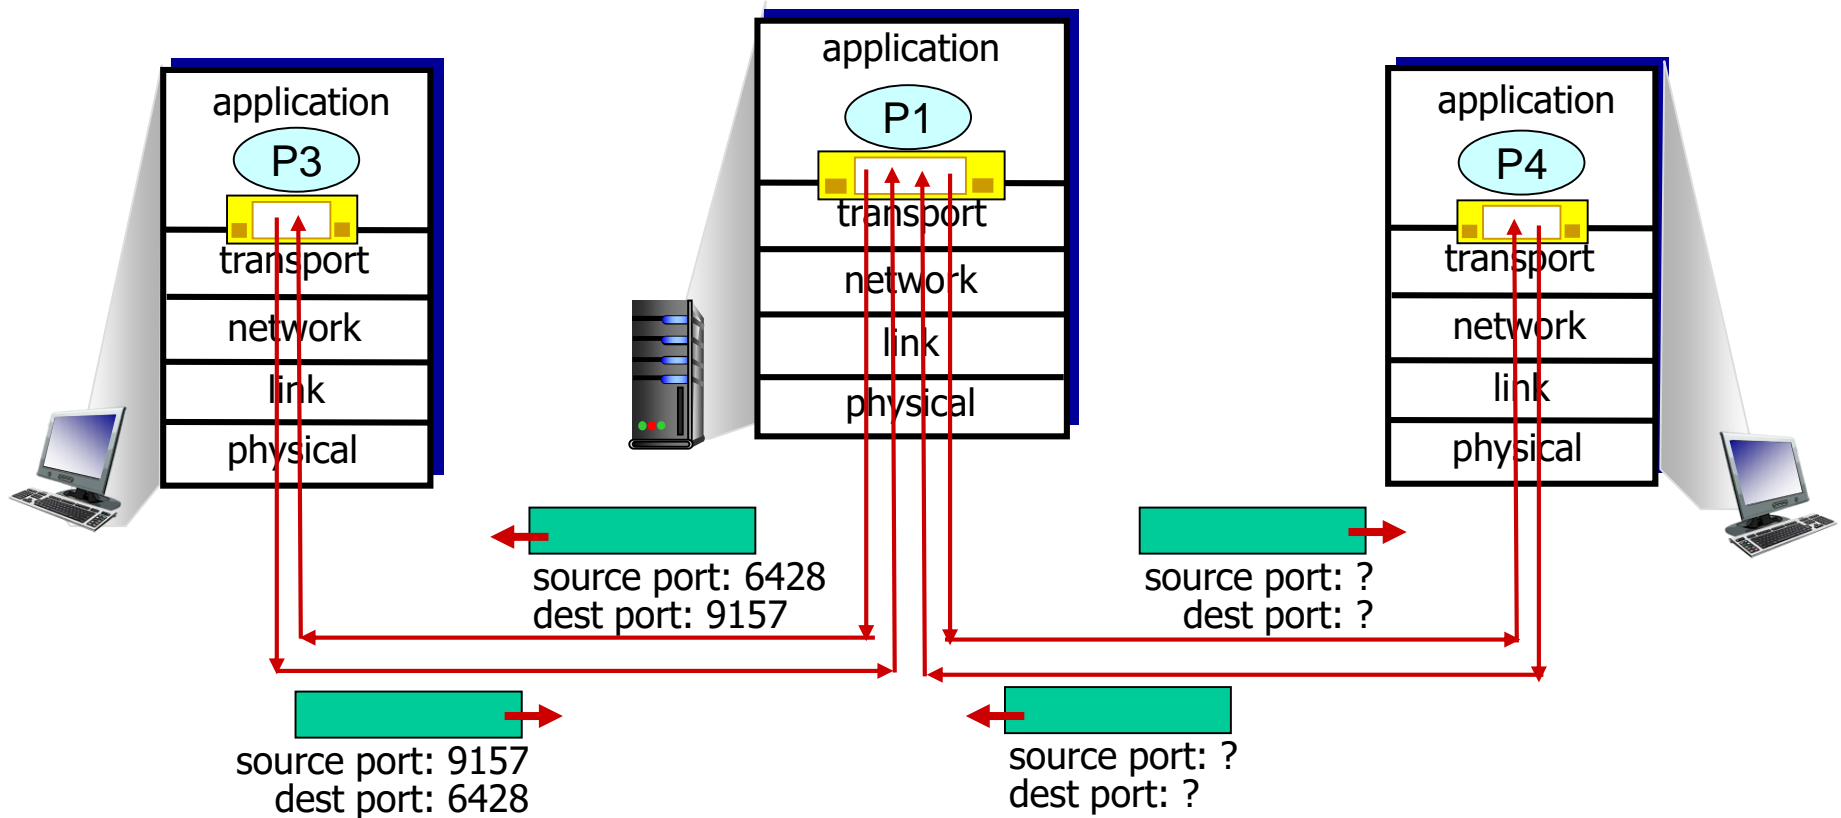 application
P3
transport
network
link
physical
application
P1
transport
network
link
physical
application
P4
transport
network
link
physical
source port: 6428
dest port: 9157
source port: ?
dest port: ?
source port: 9157
dest port: 6428
source port: ?
dest port: ?